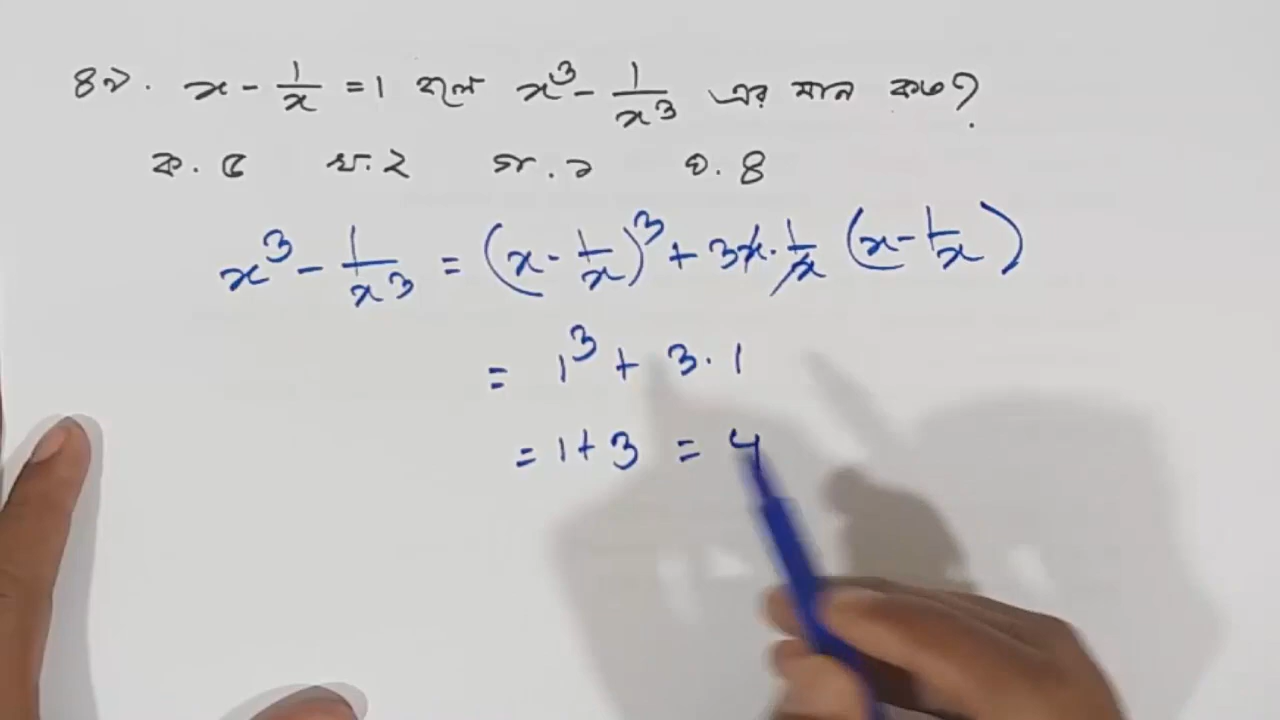 ৪৯. x - 1/x = 1 হলে x³ - 1/x³ এর মান কত?
ক. ৫ খ. ২ গ. ১ ঘ. ৪
x³ - 1/x³ = (x - 1/x)³ + 3x · 1/x (x - 1/x)
= 1³ + 3 · 1
= 1 + 3 = 4